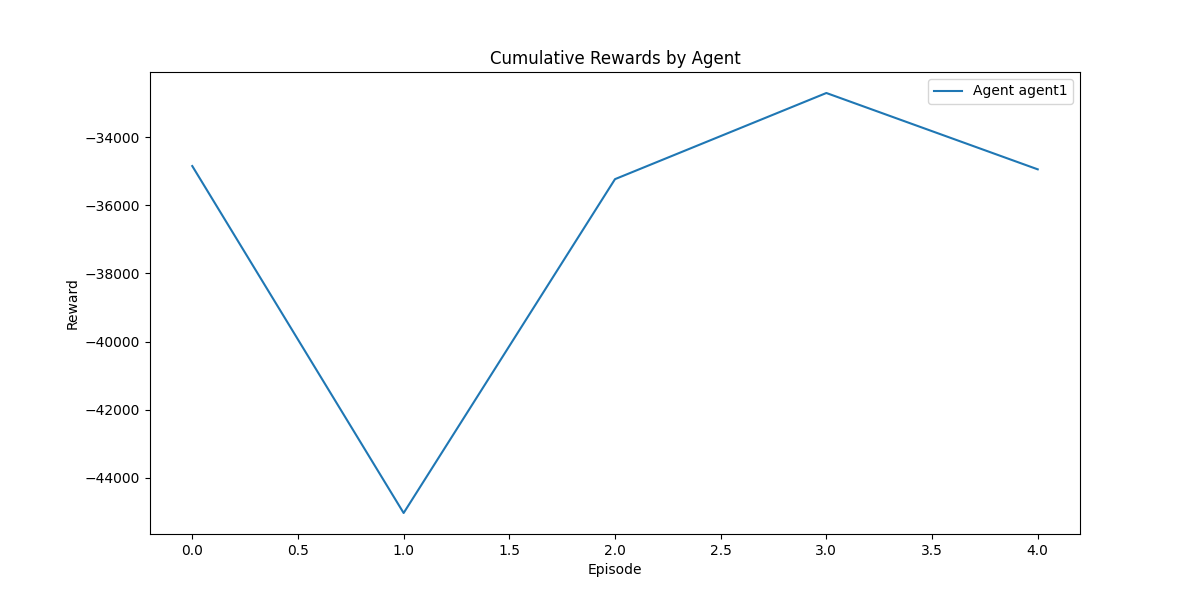 Cumulative Rewards by Agent
Agent agent1
−34000
−36000
−38000
−40000
−42000
−44000
Reward
0.0 0.5 1.0 1.5 2.0 2.5 3.0 3.5 4.0
Episode